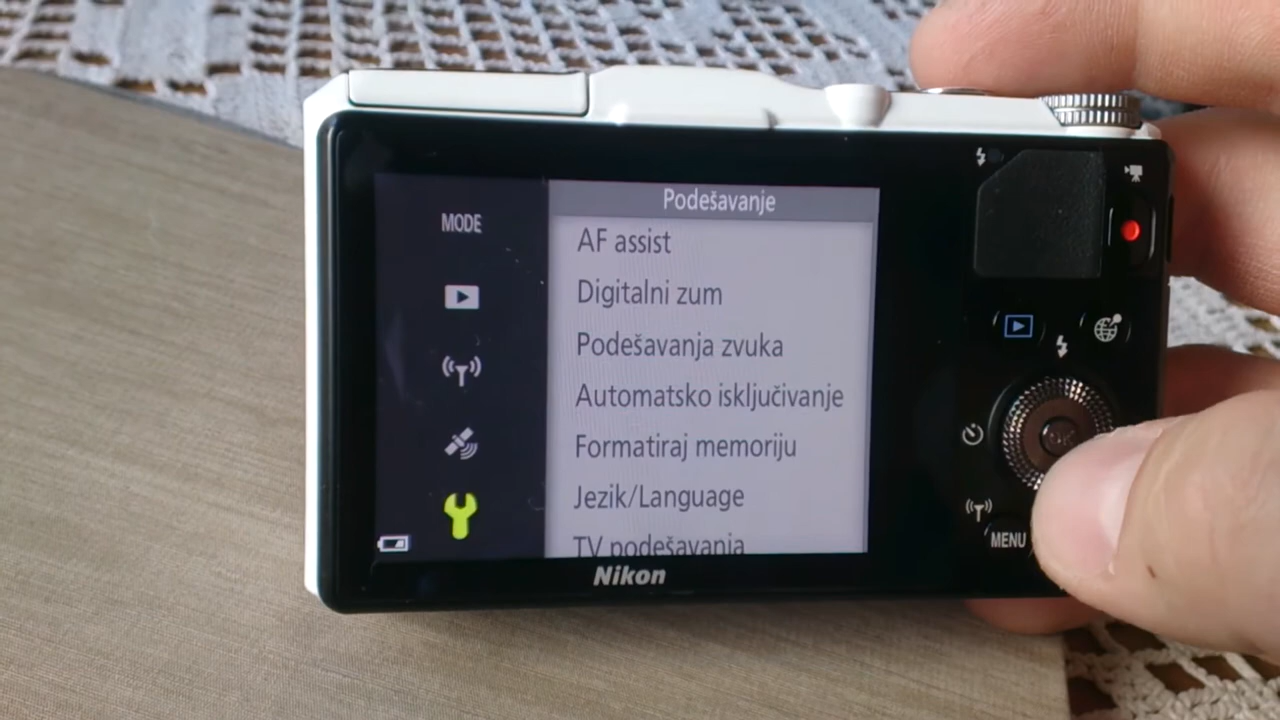 MODE
Podešavanje
AF assist
Digitalni zum
Podešavanja zvuka
Automatsko isključivanje
Formatiraj memoriju
Jezik/Language
TV podešavanja
MENU
Nikon